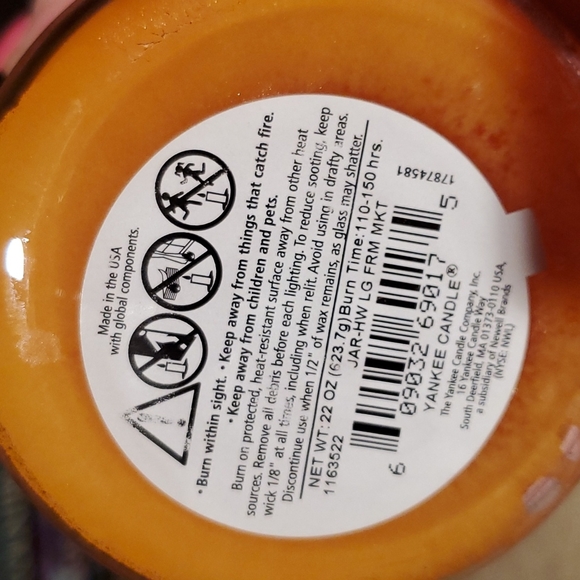 Made in the USA
with global components.
• Burn within sight. • Keep away from things that catch fire.
• Keep away from children and pets.
Burn on protected, heat-resistant surface away from other heat
sources. Remove all debris before each lighting. To reduce sooting, keep
wick 1/8" at all times, including when relit. Avoid using in drafty areas.
Discontinue use when 1/2" of wax remains, as glass may shatter.
NET WT: 22 OZ (623.7g) Burn Time: 110-150 hrs.
1163522 JAR-HW LG FRM MKT
6 09032 69017 5
17874581
YANKEE CANDLE®
The Yankee Candle Company, Inc.
16 Yankee Candle Way
South Deerfield, MA 01373-0110 USA,
a subsidiary of Newell Brands
(NYSE: NWL)